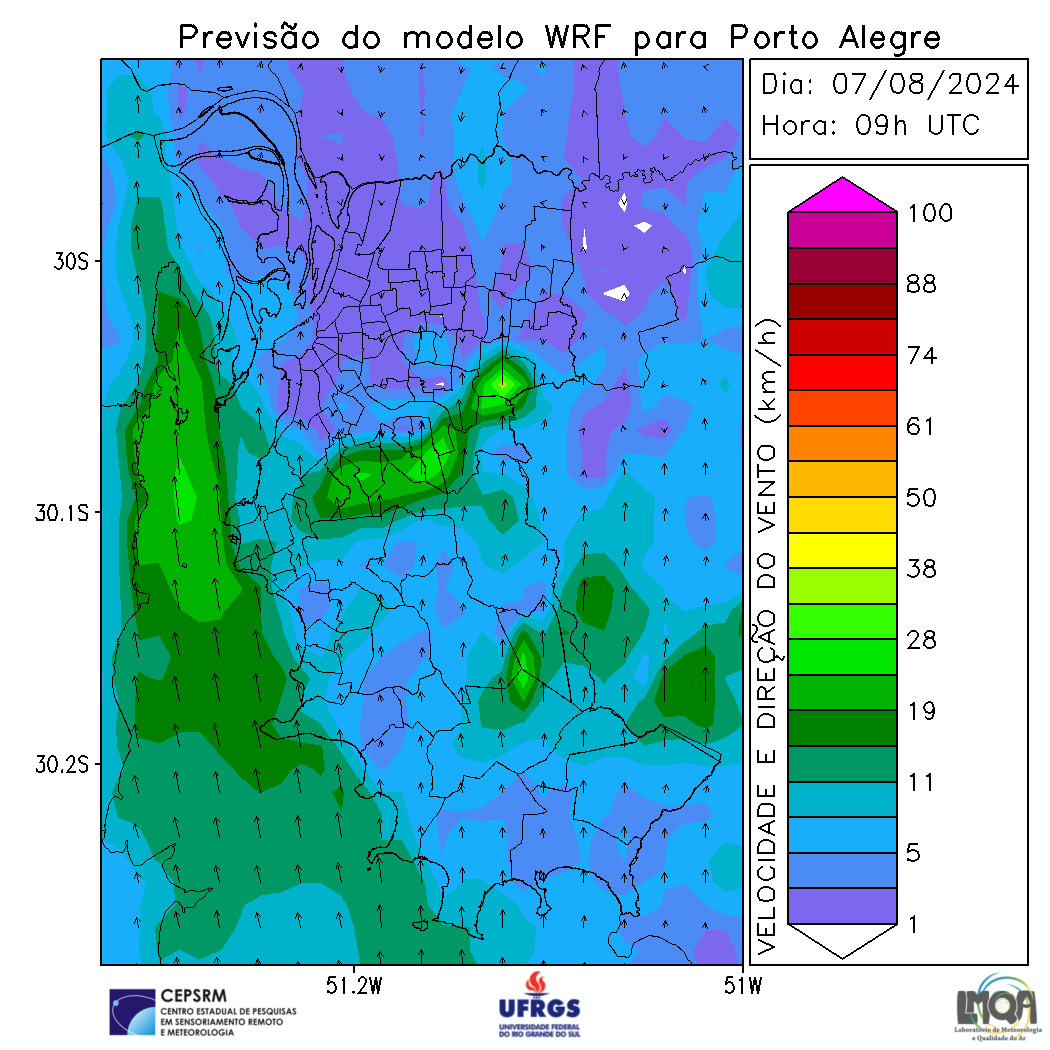 Previsão do modelo WRF para Porto Alegre
Dia: 07/08/2024
Hora: 09h UTC
30S
30.1S
30.2S
51.2W
51W
VELOCIDADE E DIREÇÃO DO VENTO (km/h)
100
88
74
61
50
38
28
19
11
5
1
CEPSRM
CENTRO ESTADUAL DE PESQUISAS
EM SENSORIAMENTO REMOTO
E METEOROLOGIA
UFRGS
UNIVERSIDADE FEDERAL
DO RIO GRANDE DO SUL
LMQA
Laboratório de Meteorologia
e Qualidade do Ar